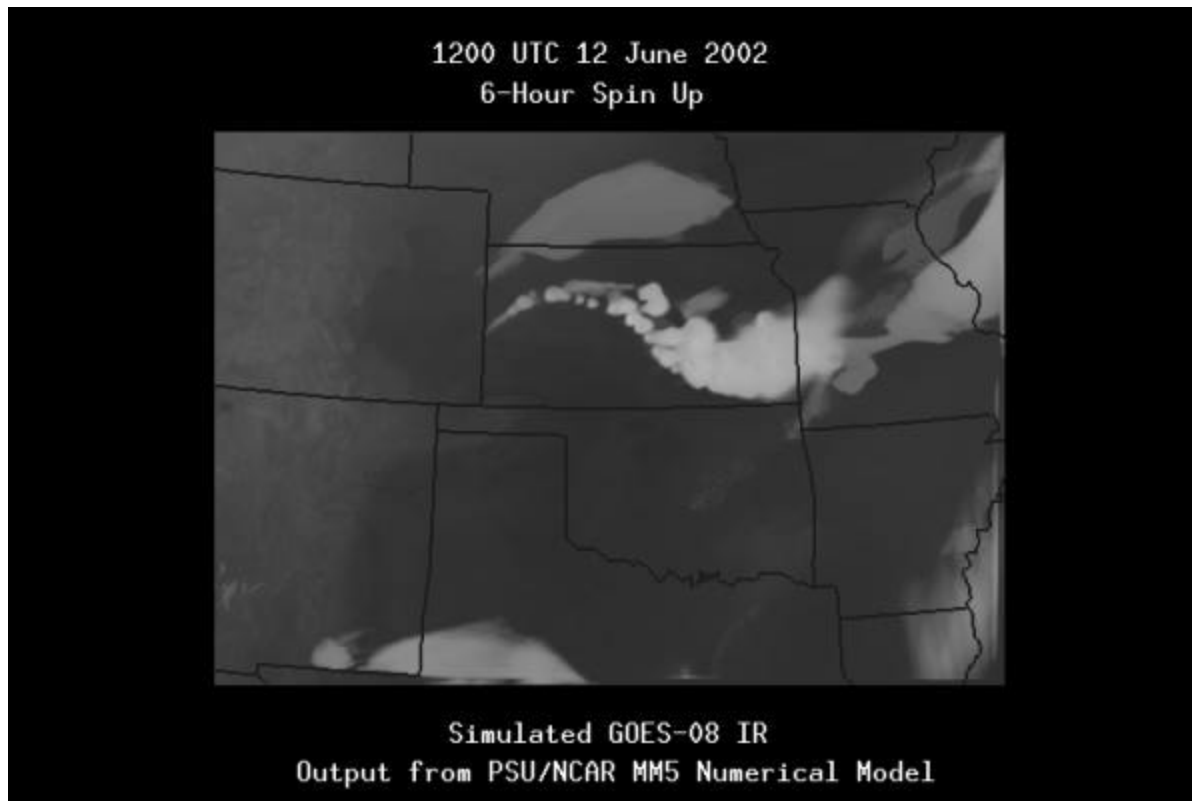 1200 UTC 12 June 2002
6-Hour Spin Up
Simulated GOES-08 IR
Output from PSU/NCAR MM5 Numerical Model